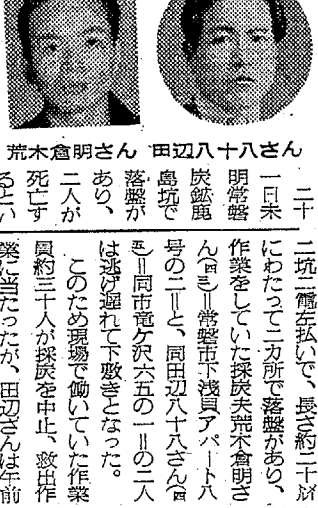 荒木倉明さん 田辺八十八さん
二十
一日未
明常磐
炭鉱鹿
島坑で
落盤が
あり、
二人が
死亡す
るとい
坑二竈左払いで、長さ約二十㍍
にわたって二カ所で落盤があり、
作業をしていた採炭夫荒木倉明さ
ん(四三)=常磐市下浅貝アパート八
号の二=と、同田辺八十八さん(四
五)=同市竜ケ沢六五の一=の二人
は逃げ遅れて下敷きとなった。
このため現場で働いていた作業
員約三十人が採炭を中止、救出作
業に当たったが、田辺さんは午前